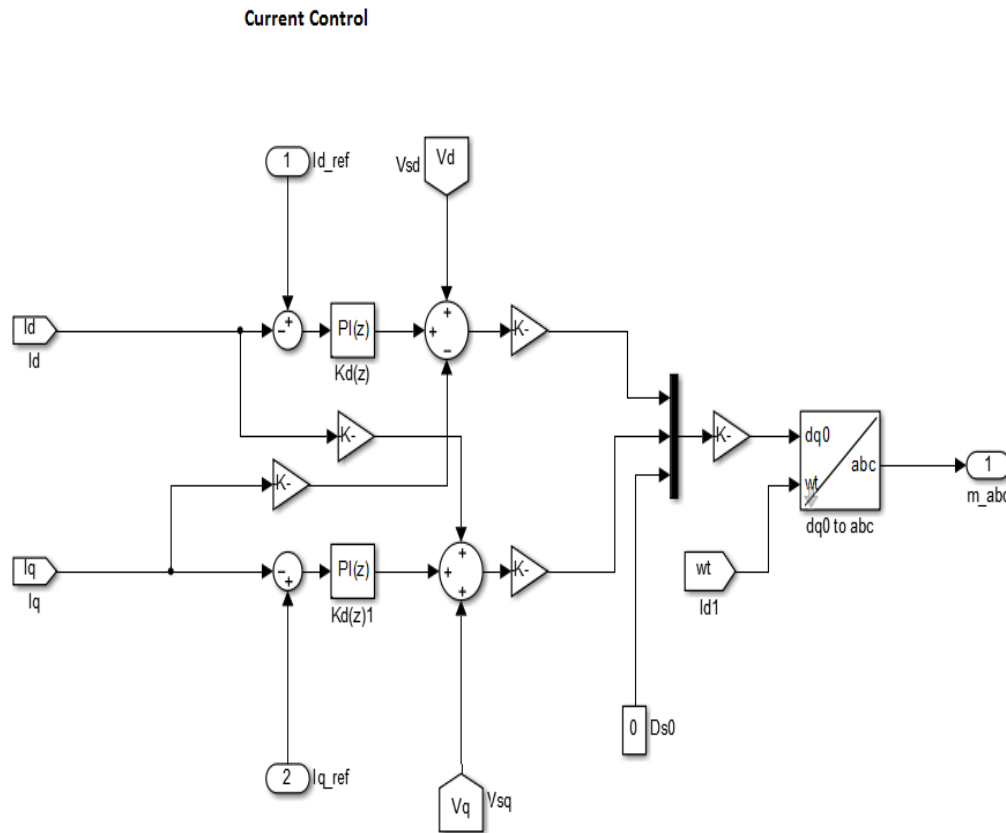 Current Control
1
Id_ref
Vsd
Vd
+
+
-
+
+
-
Id
Id
PI(z)
Kd(z)
K-
K-
K-
K-
dq0
abc
wt
dq0 to abc
1
m_abc
Iq
Iq
-
+
PI(z)
Kd(z)1
+
+
+
K-
wt
Id1
0
Ds0
2
Iq_ref
Vq
Vsq